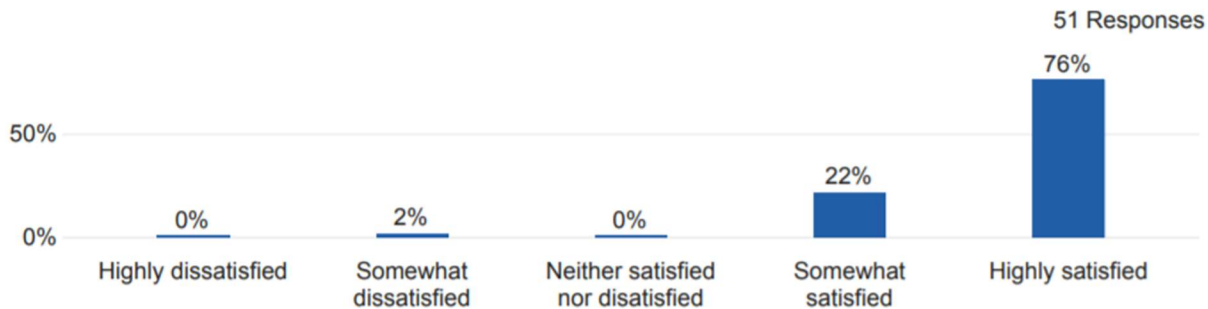 51 Responses
76%
50%
22%
0%
2%
0%
0%
Highly dissatisfied
Somewhat
dissatisfied
Neither satisfied
nor disatisfied
Somewhat
satisfied
Highly satisfied